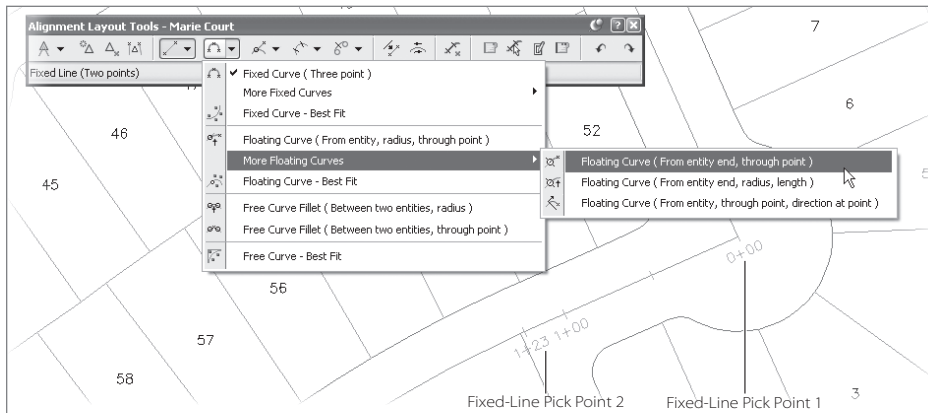 Alignment Layout Tools - Marie Court
Fixed Line (Two points)
Fixed Curve ( Three point )
More Fixed Curves
Fixed Curve - Best Fit
Floating Curve ( From entity, radius, through point )
More Floating Curves
Floating Curve - Best Fit
Free Curve Fillet ( Between two entities, radius )
Free Curve Fillet ( Between two entities, through point )
Free Curve - Best Fit
Floating Curve ( From entity end, through point )
Floating Curve ( From entity end, radius, length )
Floating Curve ( From entity, through point, direction at point )
7
6
46
52
45
0+00
56
57
1+23 1+00
58
3
Fixed-Line Pick Point 2
Fixed-Line Pick Point 1